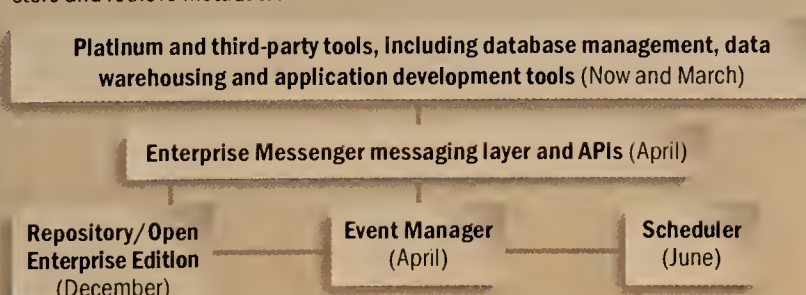 Platinum and third-party tools, including database management, data
warehousing and application development tools (Now and March)
Enterprise Messenger messaging layer and APIs (April)
Repository/Open
Enterprise Edition
(December)
Event Manager
(April)
Scheduler
(June)